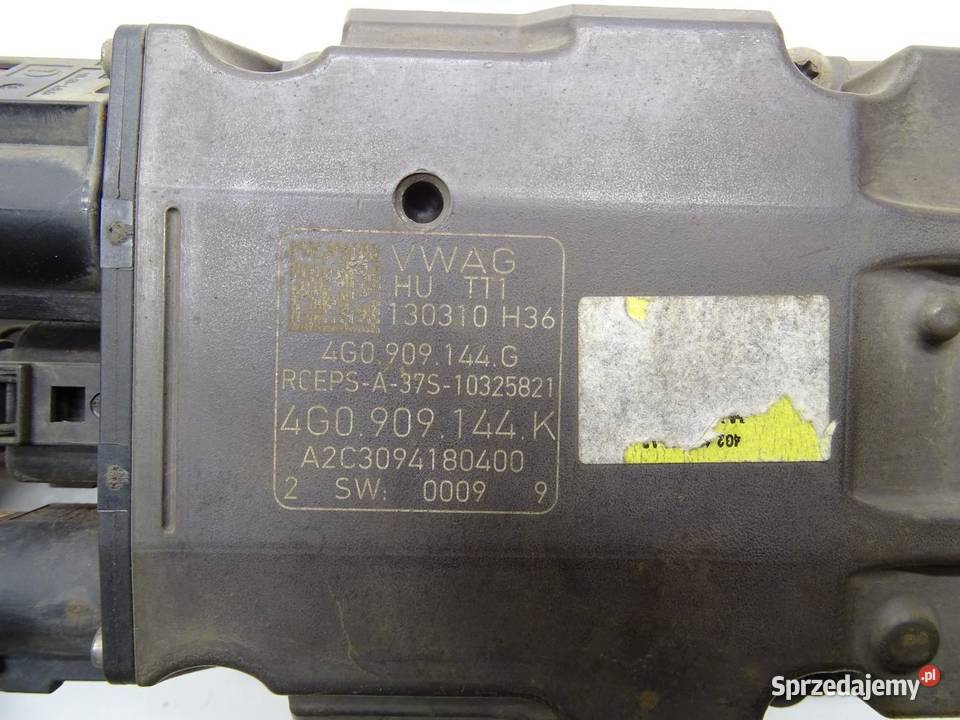 VWAG
HU TT1
130310 H36
4G0.909.144.G
RCEPS-A-37S-10325821
4G0.909.144.K
A2C3094180400
2 SW: 0009 9
Sprzedajemy.pl